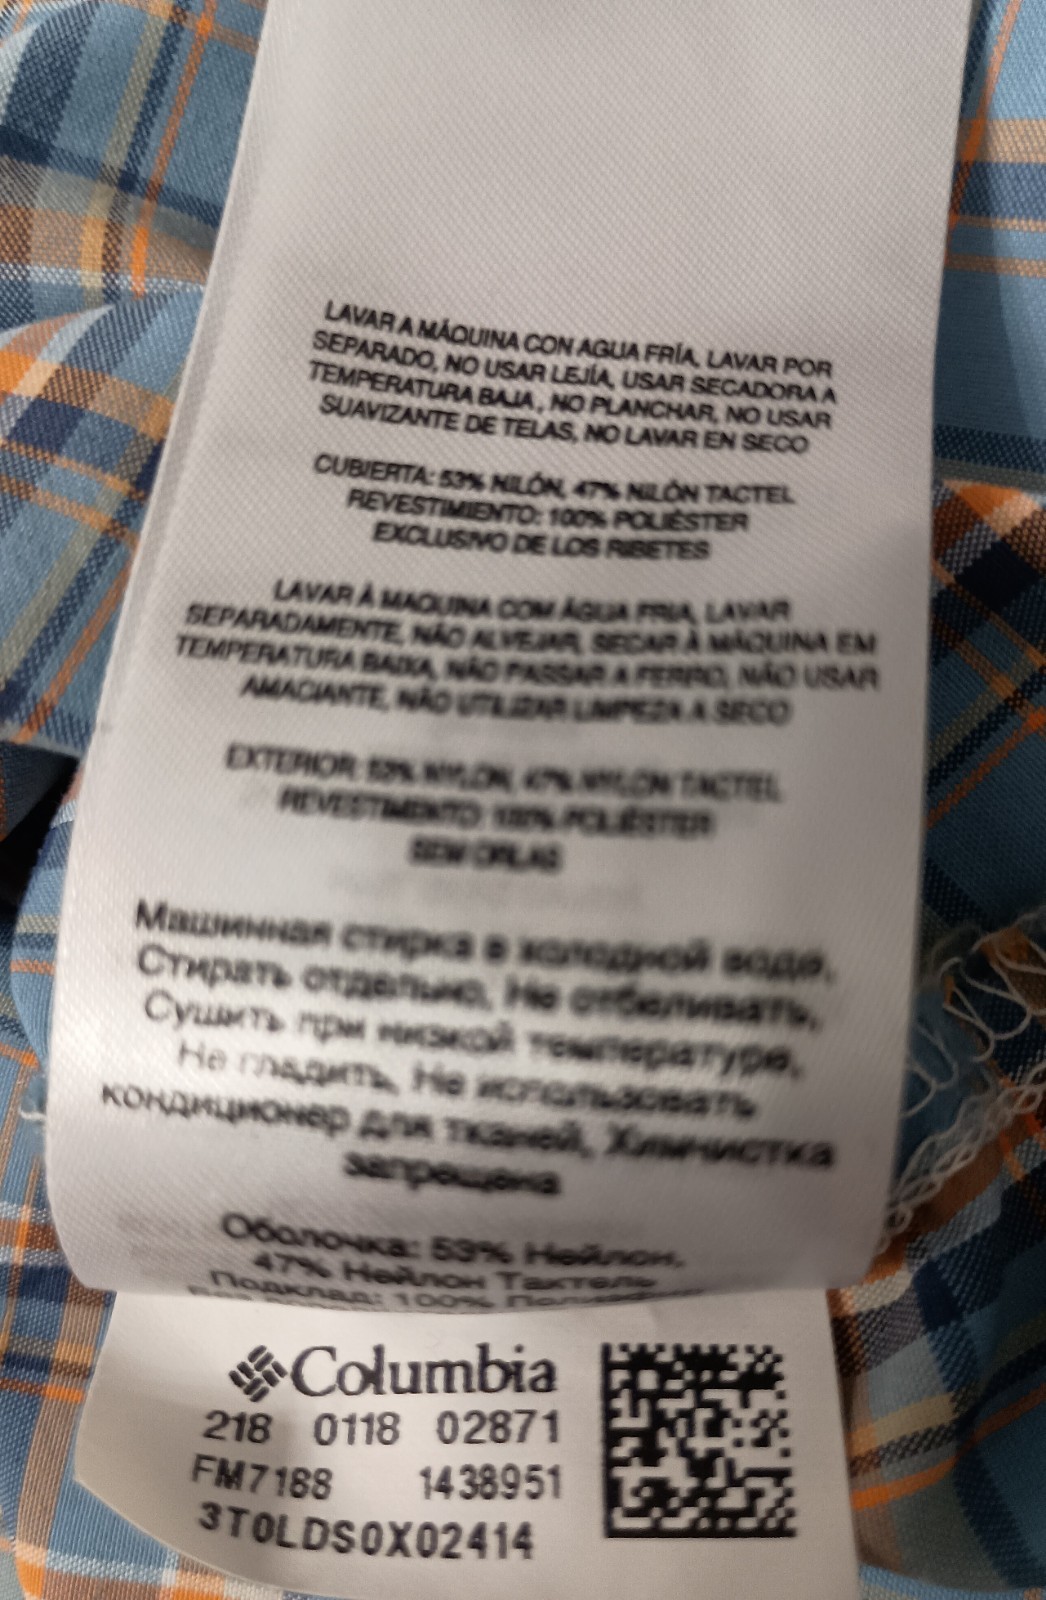 LAVAR A MÁQUINA CON AGUA FRÍA, LAVAR POR
SEPARADO, NO USAR LEJÍA, USAR SECADORA A
TEMPERATURA BAJA, NO PLANCHAR, NO USAR
SUAVIZANTE DE TELAS, NO LAVAR EN SECO
CUBIERTA: 53% NILÓN, 47% NILÓN TACTEL
REVESTIMIENTO: 100% POLIÉSTER
EXCLUSIVO DE LOS RIBETES
LAVAR À MAQUINA COM ÁGUA FRIA, LAVAR
SEPARADAMENTE, NÃO ALVEJAR, SECAR À MÁQUINA EM
TEMPERATURA BAIXA, NÃO PASSAR A FERRO, NÃO USAR
AMACIANTE, NÃO UTILIZAR LIMPEZA A SECO
EXTERIOR: 53% NYLON, 47% NYLON TACTEL
REVESTIMENTO: 100% POLIÉSTER
SEM ORLAS
Машинная стирка в холодной воде,
Стирать отдельно, Не отбеливать,
Сушить при низкой температуре,
Не гладить, Не использовать
кондиционер для тканей, Химчистка
запрещена
Оболочка: 53% Нейлон,
47% Нейлон Тактель
Подклад: 100%
Columbia
218 0118 02871
FM7188 1438951
3T0LDS0X02414